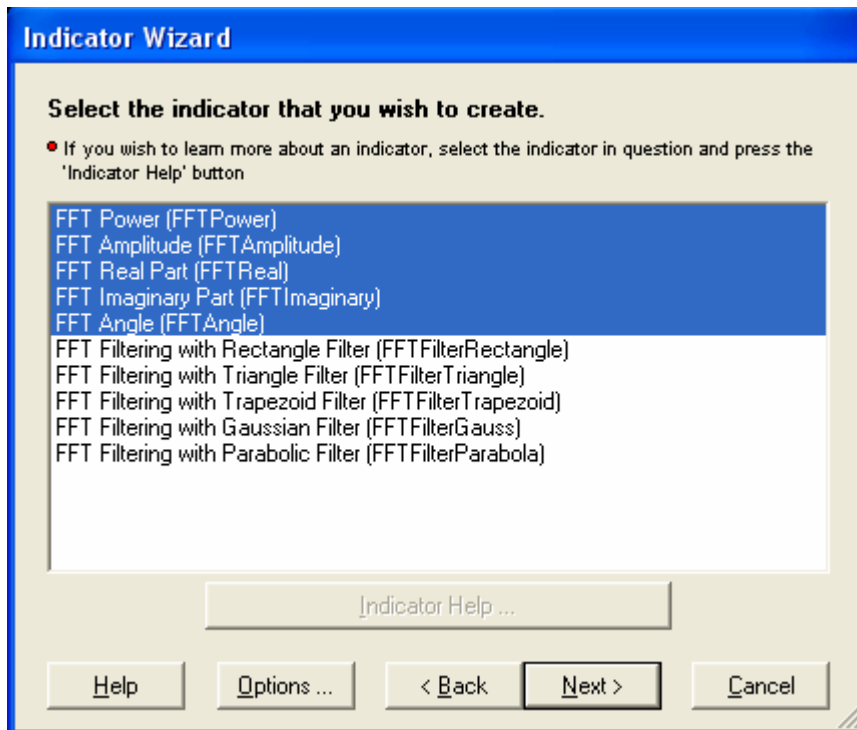 Indicator Wizard
Select the indicator that you wish to create.
If you wish to learn more about an indicator, select the indicator in question and press the
'Indicator Help' button
FFT Power (FFTPower)
FFT Amplitude (FFTAmplitude)
FFT Real Part (FFTReal)
FFT Imaginary Part (FFTImaginary)
FFT Angle (FFTAngle)
FFT Filtering with Rectangle Filter (FFTFilterRectangle)
FFT Filtering with Triangle Filter (FFTFilterTriangle)
FFT Filtering with Trapezoid Filter (FFTFilterTrapezoid)
FFT Filtering with Gaussian Filter (FFTFilterGauss)
FFT Filtering with Parabolic Filter (FFTFilterParabola)
Indicator Help ...
Help Options ... < Back Next > Cancel